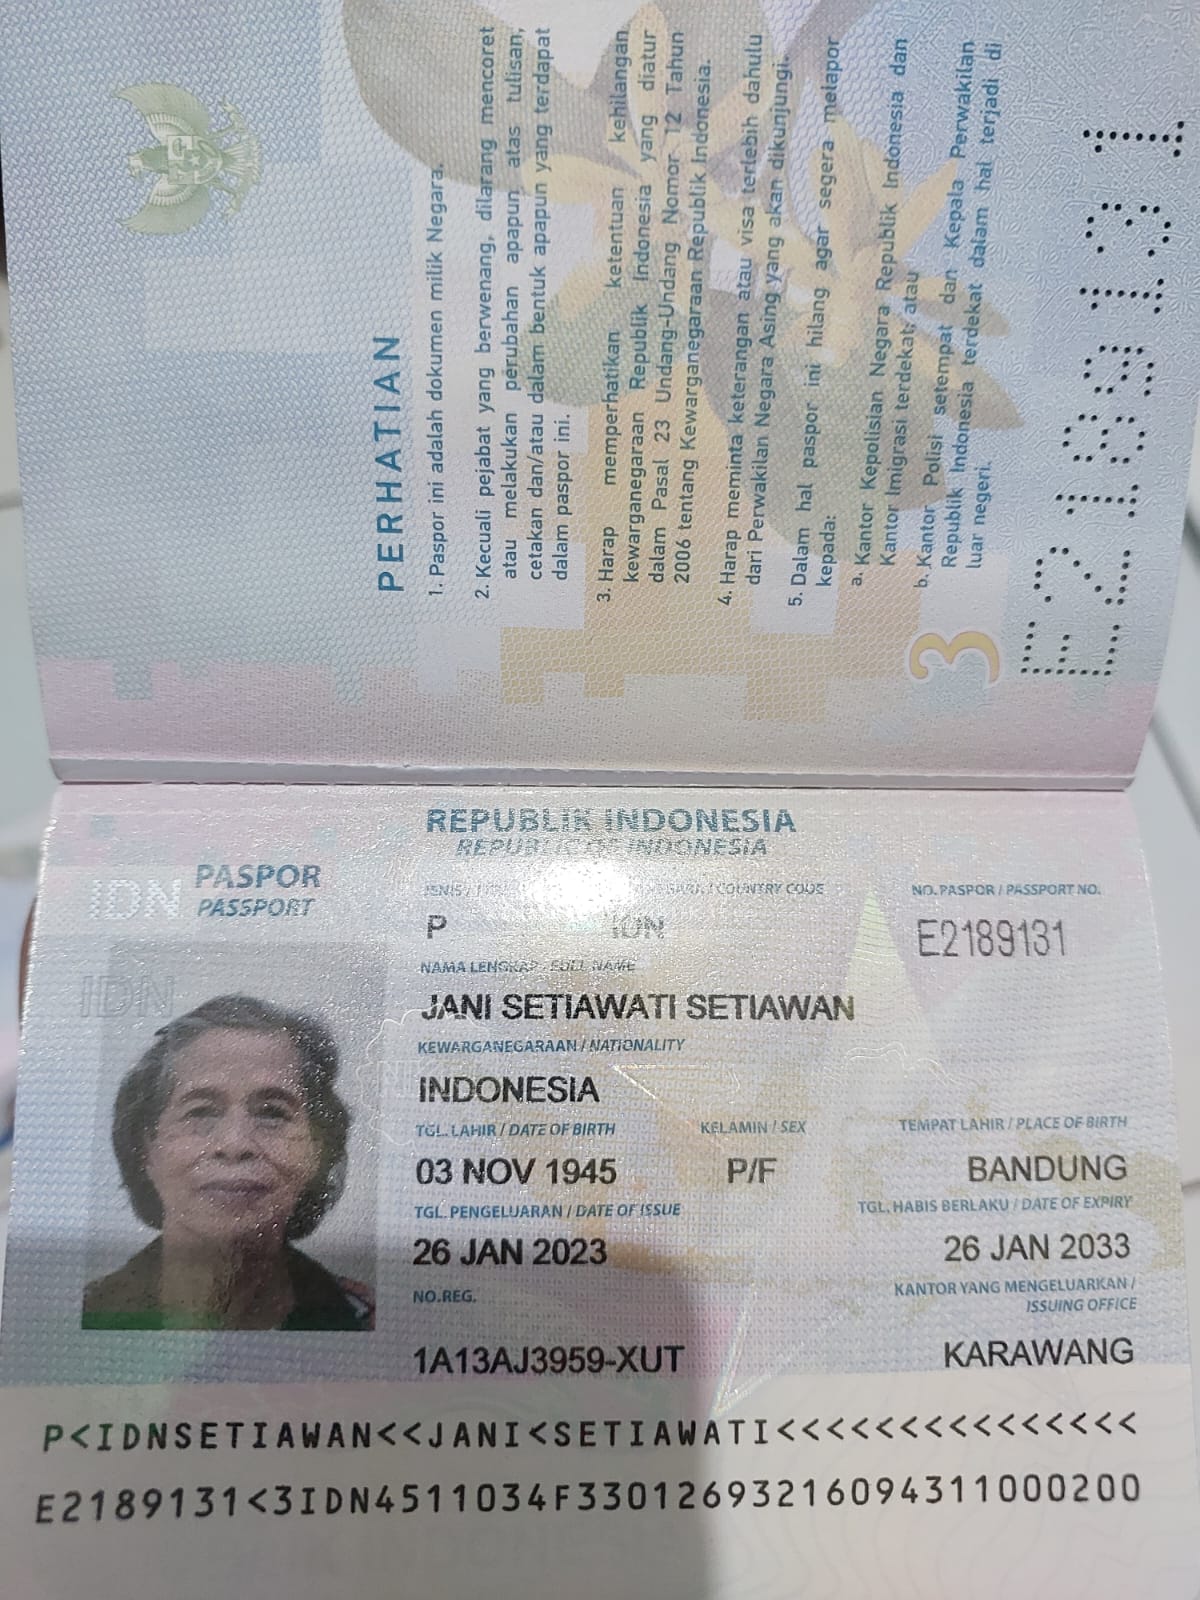 PERHATIAN
1. Paspor ini adalah dokumen milik Negara.
2. Kecuali pejabat yang berwenang, dilarang mencoret
atau melakukan perubahan apapun atas tulisan,
cetakan dan/atau dalam bentuk apapun yang terdapat
dalam paspor ini.
3. Harap memperhatikan ketentuan kehilangan
kewarganegaraan Republik Indonesia yang diatur
dalam Pasal 23 Undang-Undang Nomor 12 Tahun
2006 tentang Kewarganegaraan Republik Indonesia.
4. Harap meminta keterangan atau visa terlebih dahulu
dari Perwakilan Negara Asing yang akan dikunjungi.
5. Dalam hal paspor ini hilang agar segera melapor
kepada:
a. Kantor Kepolisian Negara Republik Indonesia dan
Kantor Imigrasi terdekat; atau
b. Kantor Polisi setempat dan Kepala Perwakilan
Republik Indonesia terdekat dalam hal terjadi di
luar negeri.
3
E2189131
REPUBLIK INDONESIA
REPUBLIC OF INDONESIA
IDN PASPOR
PASSPORT
JENIS / COUNTRY CODE NO. PASPOR / PASSPORT NO.
P IDN E2189131
IDN
NAMA LENGKAP / FULL NAME
JANI SETIAWATI SETIAWAN
KEWARGANEGARAAN / NATIONALITY
INDONESIA
TGL. LAHIR / DATE OF BIRTH KELAMIN / SEX TEMPAT LAHIR / PLACE OF BIRTH
03 NOV 1945 P/F BANDUNG
TGL. PENGELUARAN / DATE OF ISSUE TGL. HABIS BERLAKU / DATE OF EXPIRY
26 JAN 2023 26 JAN 2033
NO.REG. KANTOR YANG MENGELUARKAN /
ISSUING OFFICE
1A13AJ3959-XUT KARAWANG
P<IDNSETIAWAN<<JANI<SETIAWATI<<<<<<<<<<<<<<<
E2189131<3IDN4511034F3301269321609431100​0200